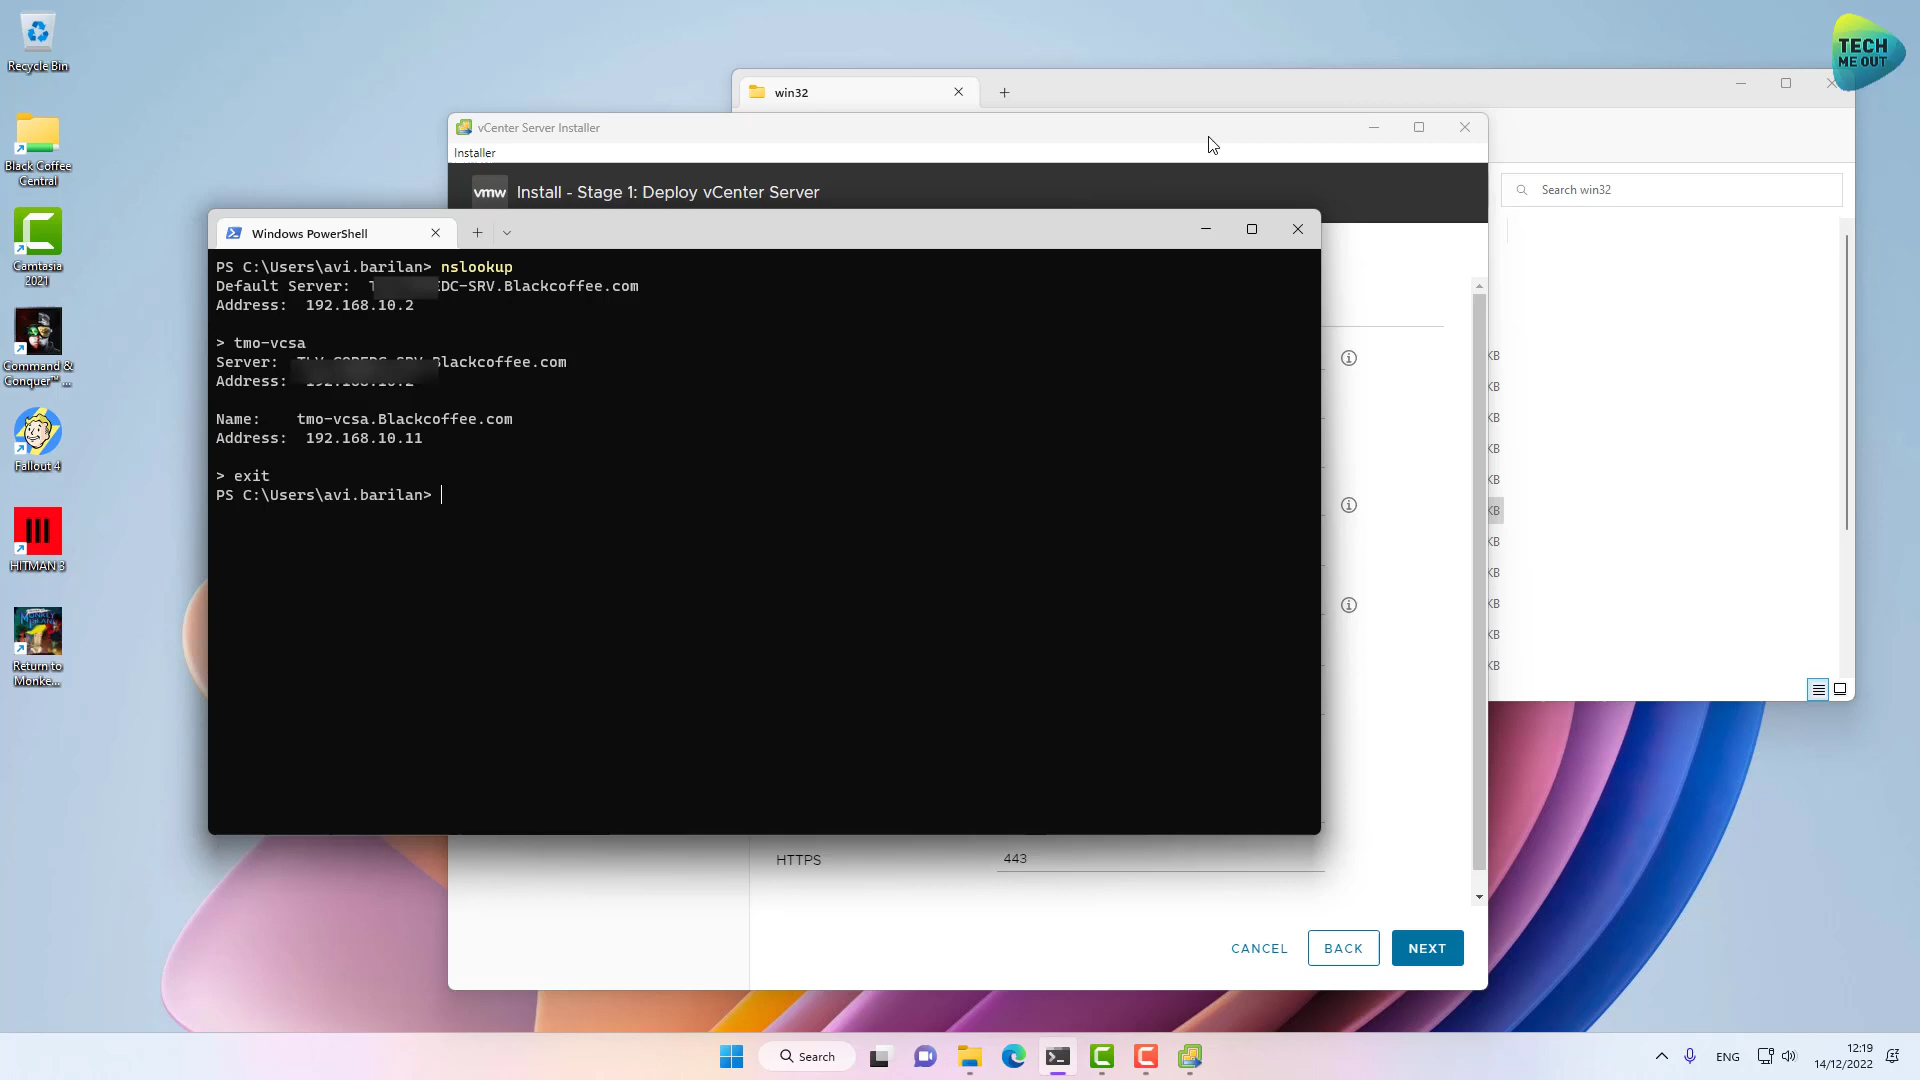 Recycle Bin
Black Coffee
Central
Camtasia
2021
Command &
Conquer™ ...
Fallout 4
HITMAN 3
Return to
Monke...
TECH
ME OUT
win32
Search win32
KB
KB
KB
KB
KB
KB
KB
KB
KB
KB
KB
vCenter Server Installer
Installer
vmw Install - Stage 1: Deploy vCenter Server
Windows PowerShell
PS C:\Users\avi.barilan> nslookup
Default Server: DC-SRV.Blackcoffee.com
Address: 192.168.10.2
> tmo-vcsa
Server: Blackcoffee.com
Address:
Name: tmo-vcsa.Blackcoffee.com
Address: 192.168.10.11
> exit
PS C:\Users\avi.barilan>
HTTPS 443
CANCEL BACK NEXT
Search
ENG
12:19
14/12/2022